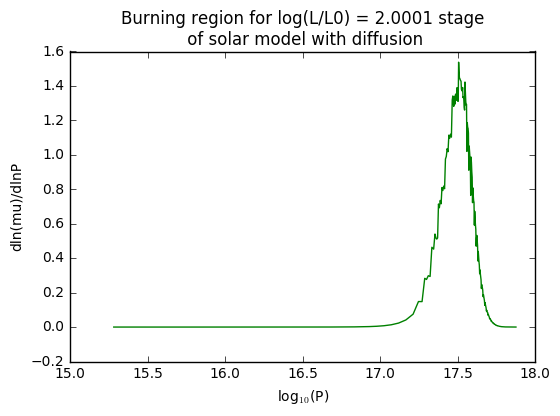 Burning region for log(L/L0) = 2.0001 stage
of solar model with diffusion
1.6
1.4
1.2
1.0
0.8
0.6
0.4
0.2
0.0
−0.2
dln(mu)/dlnP
15.0 15.5 16.0 16.5 17.0 17.5 18.0
log₁₀(P)